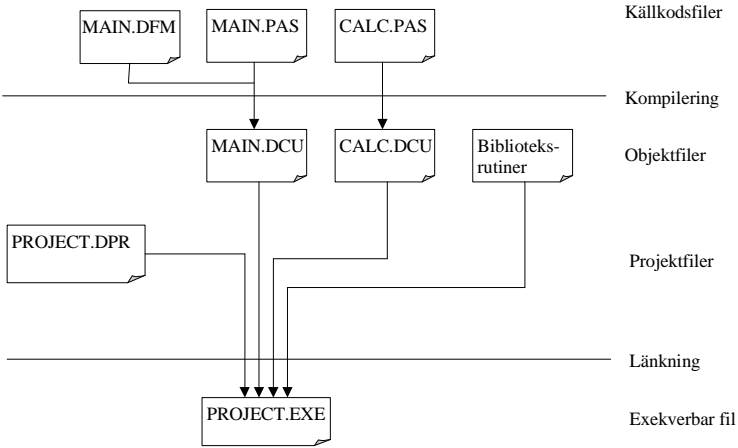 Källkodsfiler
MAIN.DFM
MAIN.PAS
CALC.PAS
Kompilering
MAIN.DCU
CALC.DCU
Biblioteks-
rutiner
Objektfiler
PROJECT.DPR
Projektfiler
Länkning
PROJECT.EXE
Exekverbar fil